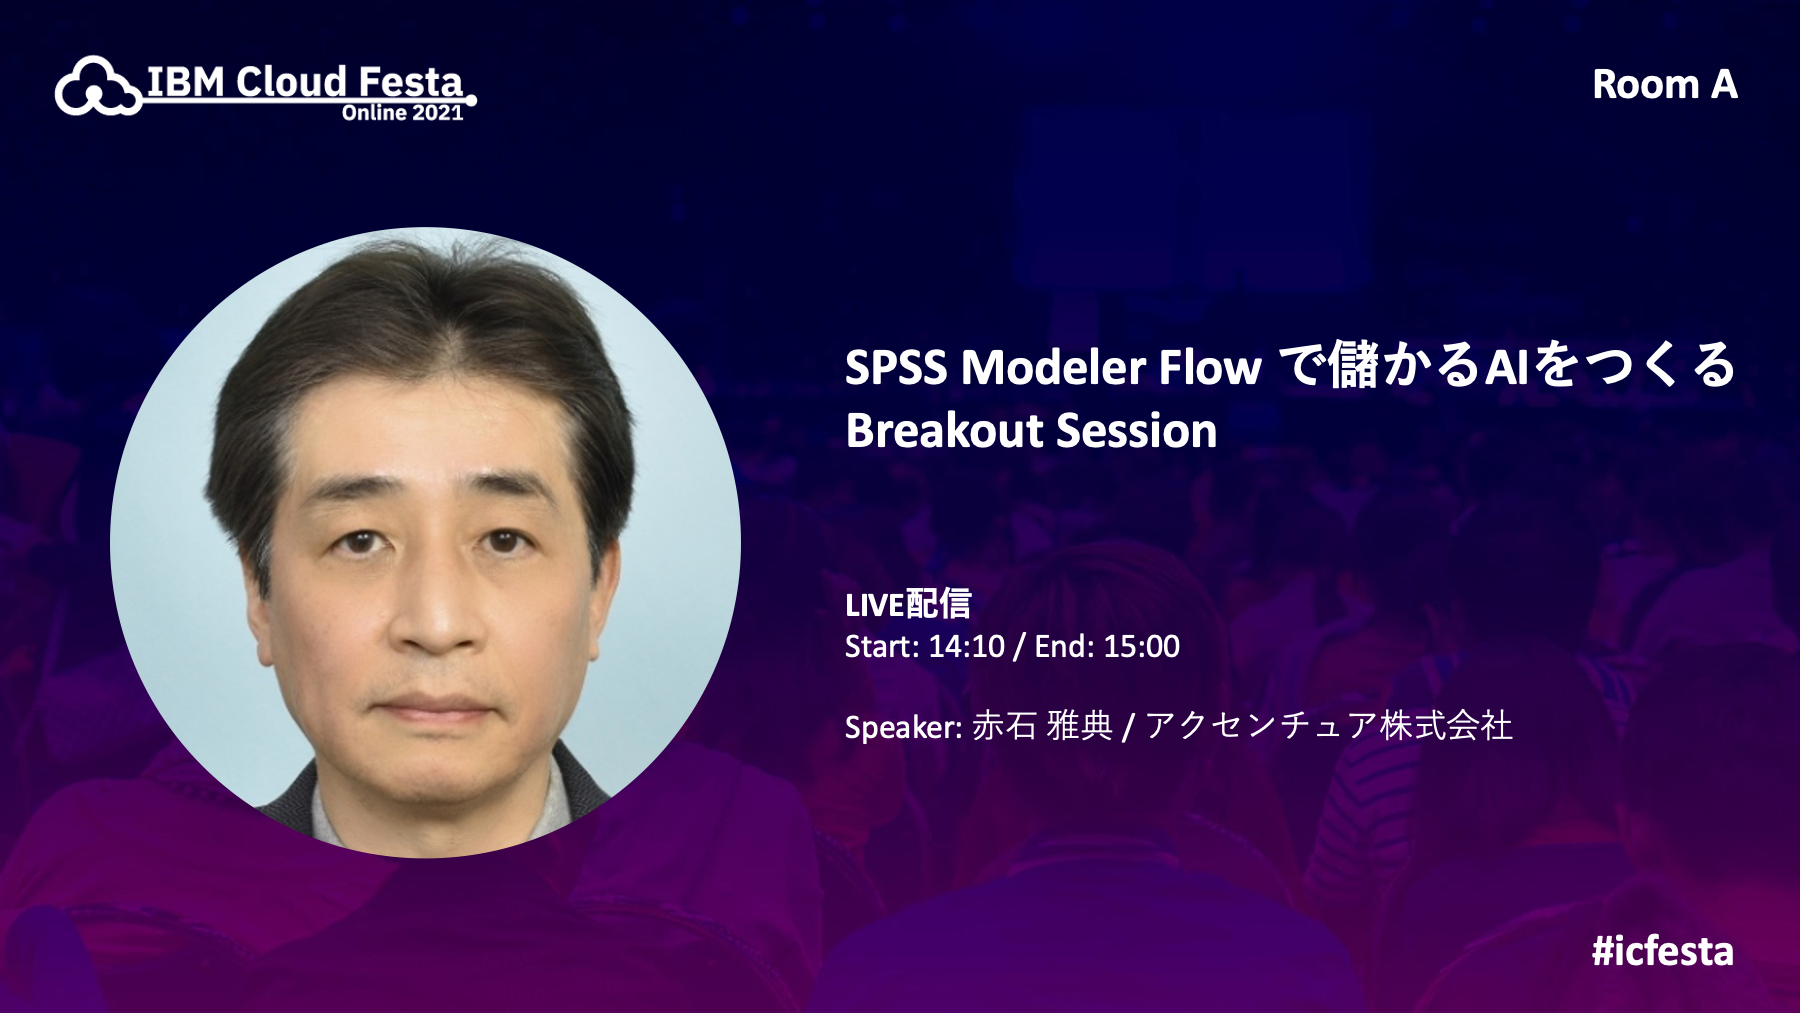 IBM Cloud Festa
Online 2021
Room A
SPSS Modeler Flow で儲かるAIをつくる
Breakout Session
LIVE配信
Start: 14:10 / End: 15:00
Speaker: 赤石 雅典 / アクセンチュア株式会社
#icfesta